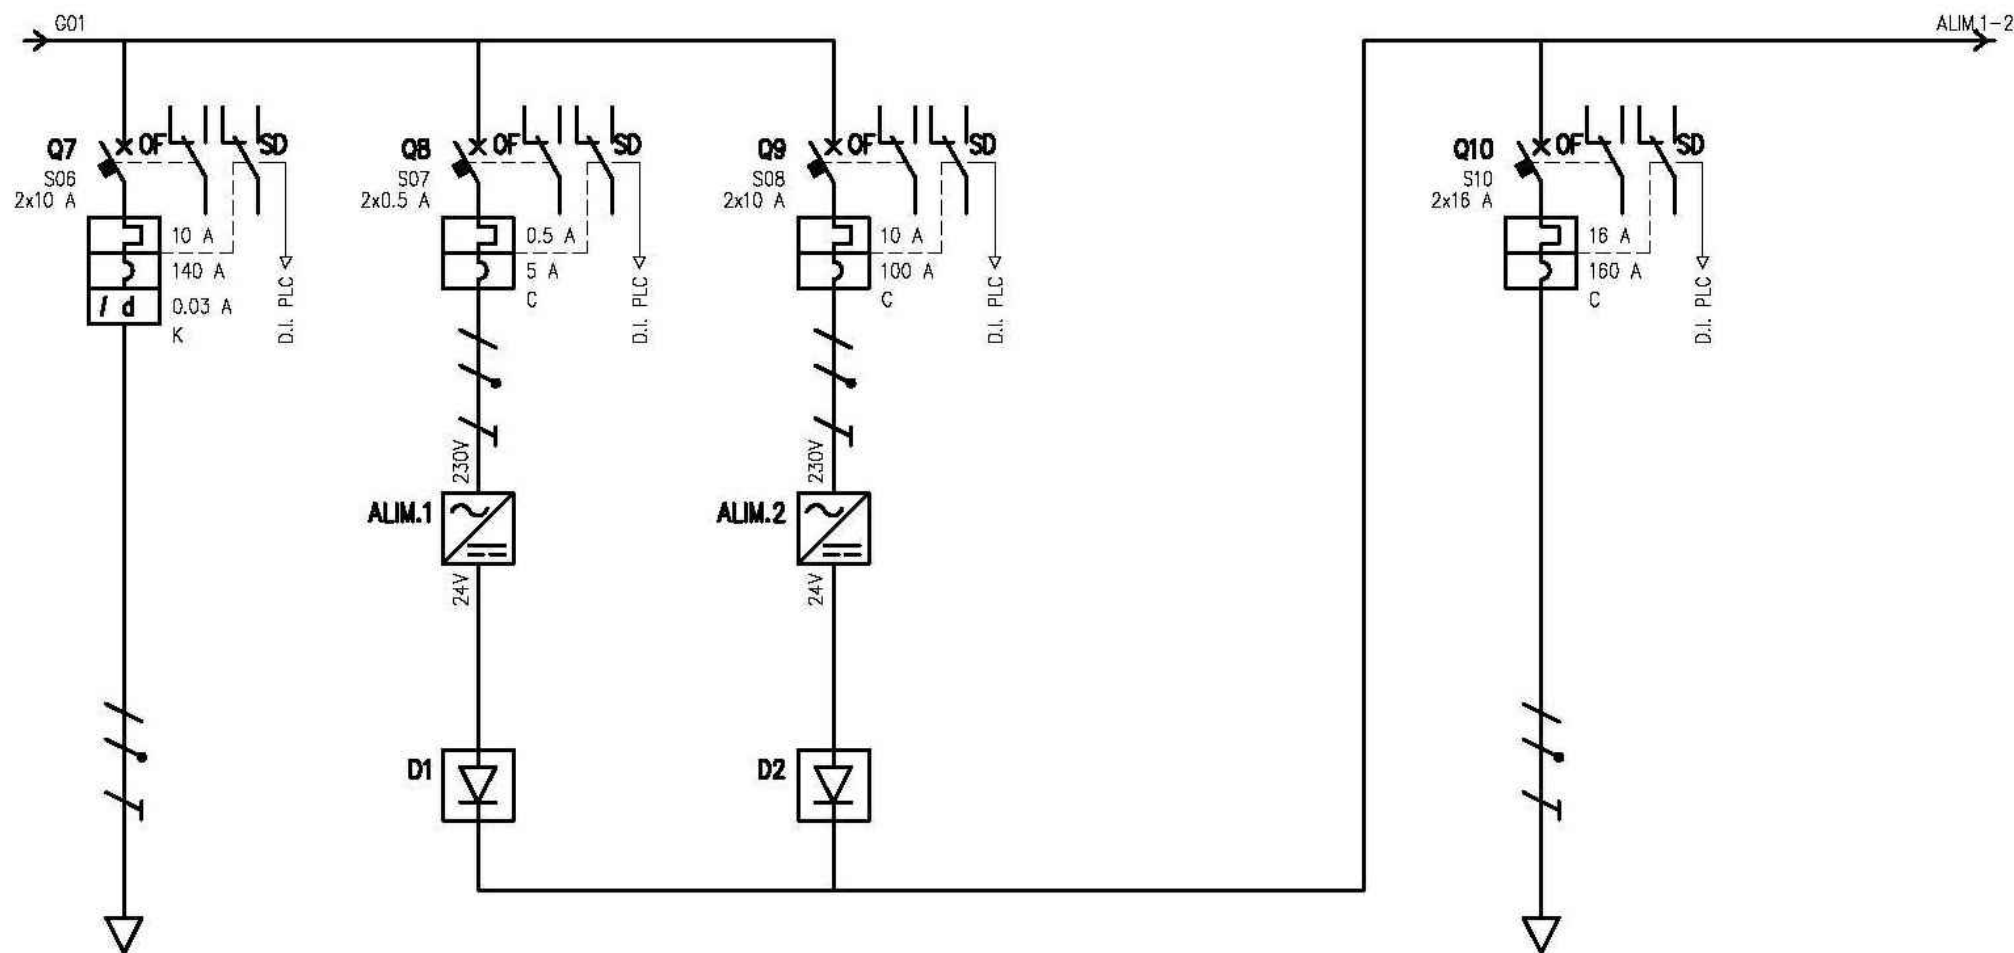 G01
ALIM.1-2
Q7
OF
SD
S06
2x10 A
10 A
140 A
I d
0.03 A
K
D.I. PLC
Q8
OF
SD
S07
2x0.5 A
0.5 A
5 A
C
D.I. PLC
230V
ALIM.1
24V
D1
Q9
OF
SD
S08
2x10 A
10 A
100 A
C
D.I. PLC
230V
ALIM.2
24V
D2
Q10
OF
SD
S10
2x16 A
16 A
160 A
C
D.I. PLC